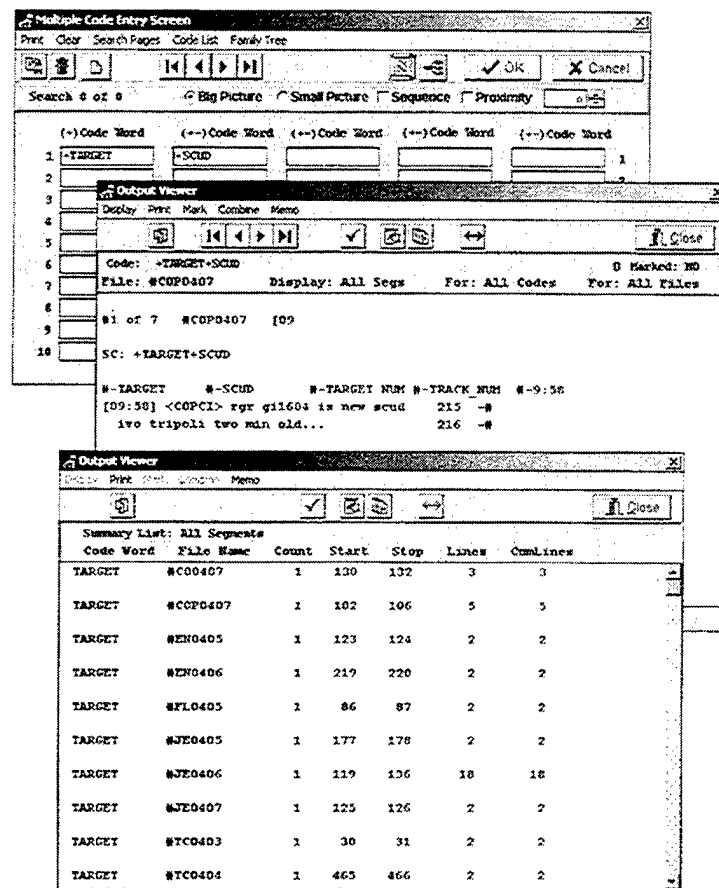 Multiple Code Entry Screen
Print Clear Search Pages Code List Family Tree
OK Cancel
Search 0 of 0 Big Picture Small Picture Sequence Proximity 0
(+)Code Word (+-)Code Word (+-)Code Word (+-)Code Word (+-)Code Word
1 +TARGET +SCUD 1
2
3
4
5
6
7
8
9
10
Output Viewer
Display Print Mark Combine Memo
Close
Code: +TARGET+SCUD 0 Marked: NO
File: #COP0407 Display: All Segs For: All Codes For: All Files
#1 of 7 #COP0407 [09
SC: +TARGET+SCUD
#-TARGET #-SCUD #-TARGET NUM #-TRACK_NUM #-9:58
[09:58] <COPCI> rgr gi1604 is new scud 215 -#
ivo tripoli two min old... 216 -#
Output Viewer
Print Memo
Close
Summary List: All Segments
Code Word File Name Count Start Stop Lines CumLines
TARGET #CO0407 1 130 132 3 3
TARGET #COP0407 1 102 106 5 5
TARGET #EN0405 1 123 124 2 2
TARGET #EN0406 1 219 220 2 2
TARGET #FL0405 1 86 87 2 2
TARGET #JE0405 1 177 178 2 2
TARGET #JE0406 1 119 136 18 18
TARGET #JE0407 1 125 126 2 2
TARGET #TC0403 1 30 31 2 2
TARGET #TC0404 1 465 466 2 2